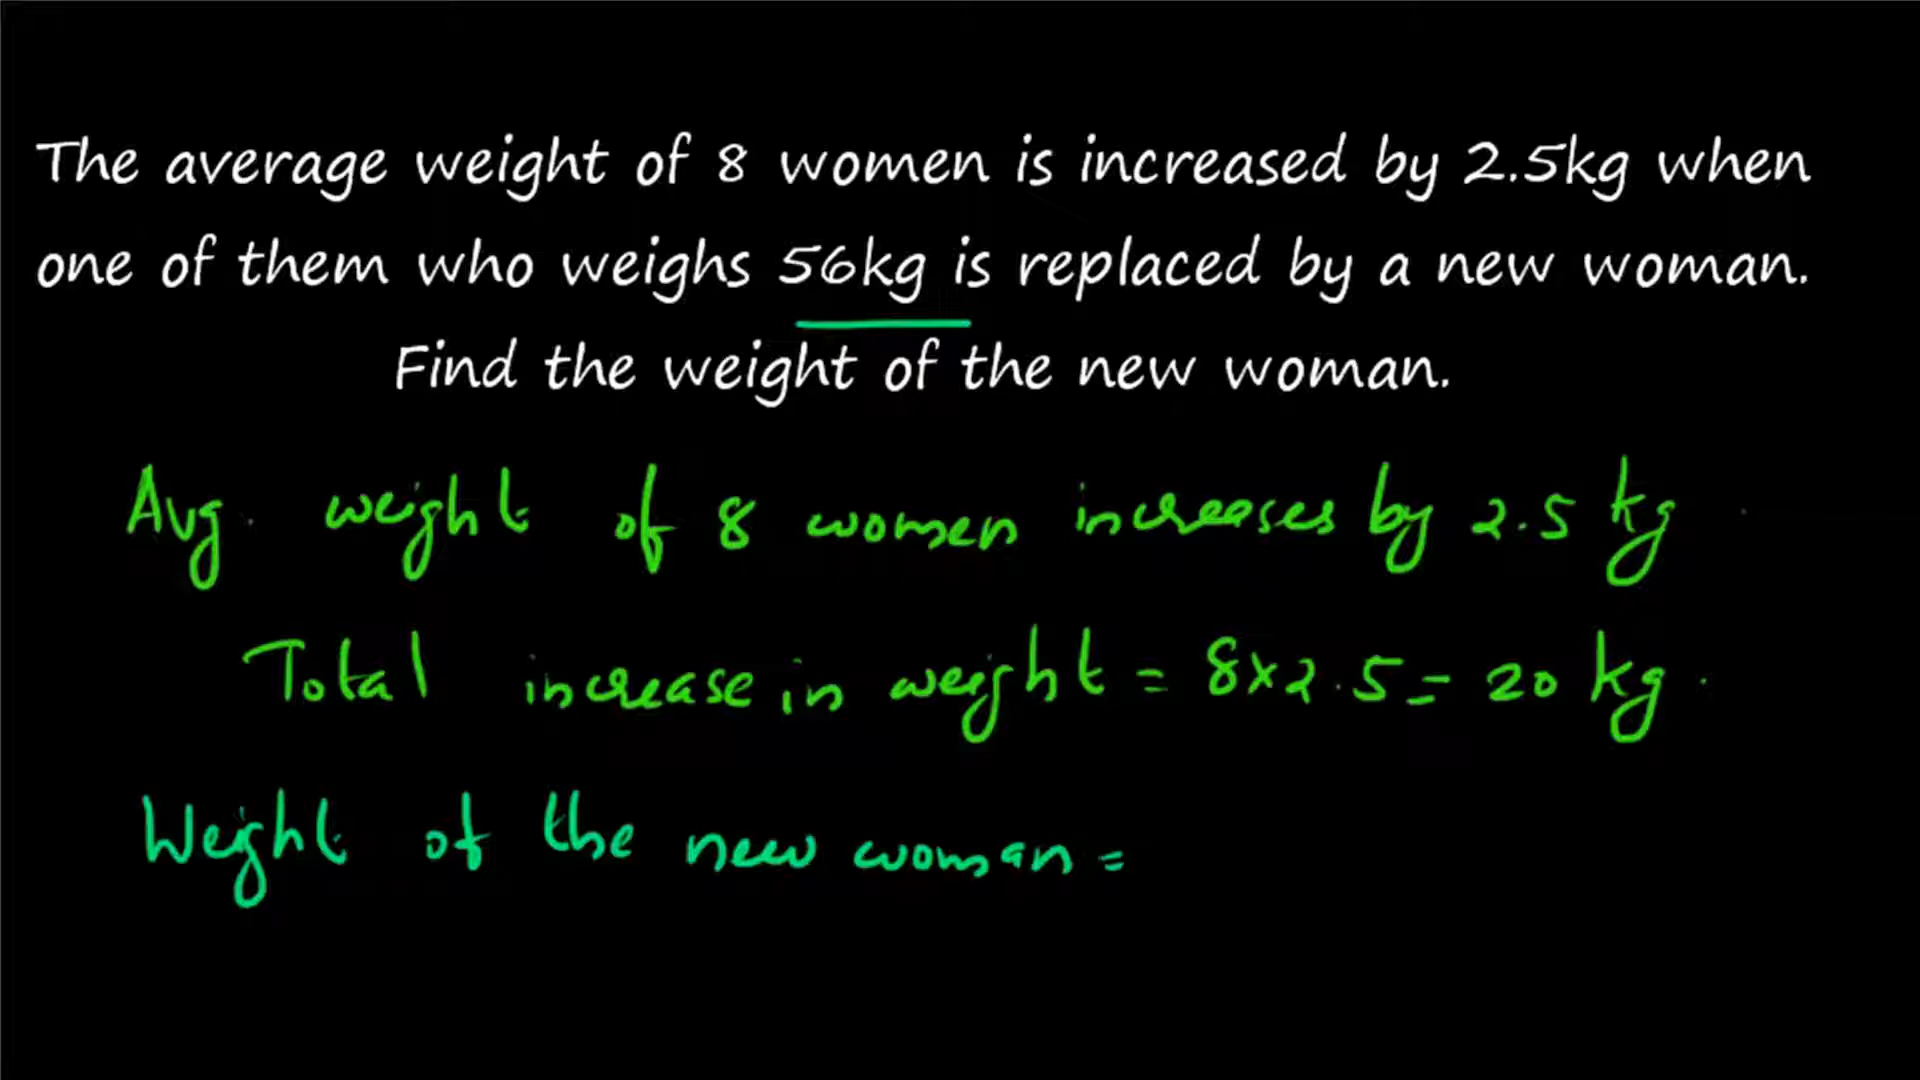 The average weight of 8 women is increased by 2.5kg when
one of them who weighs 56kg is replaced by a new woman.
Find the weight of the new woman.
Avg. weight of 8 women increases by 2.5 kg
Total increase in weight = 8x2.5 = 20 kg.
Weight of the new woman =